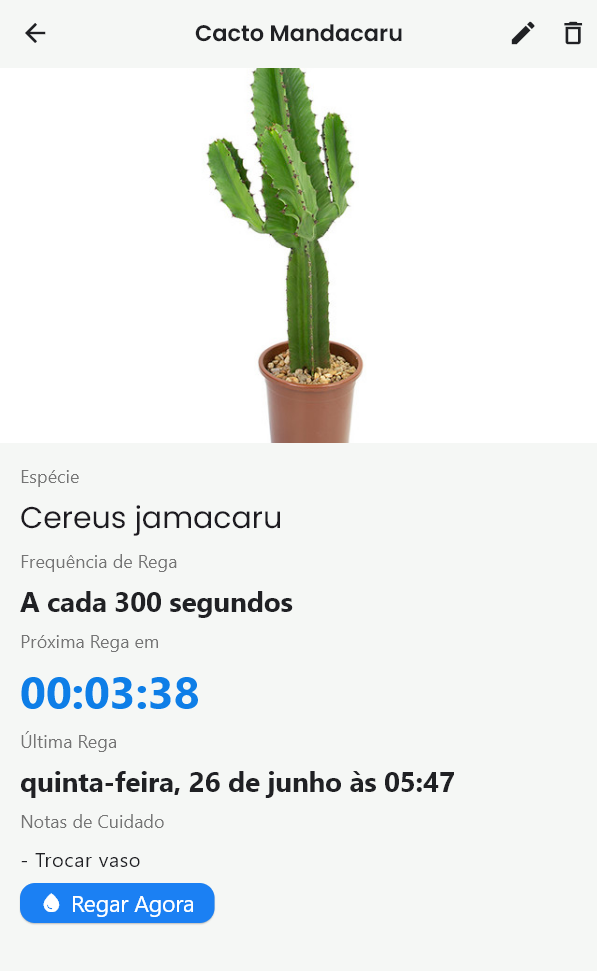 Cacto Mandacaru
Espécie
Cereus jamacaru
Frequência de Rega
A cada 300 segundos
Próxima Rega em
00:03:38
Última Rega
quinta-feira, 26 de junho às 05:47
Notas de Cuidado
- Trocar vaso
Regar Agora